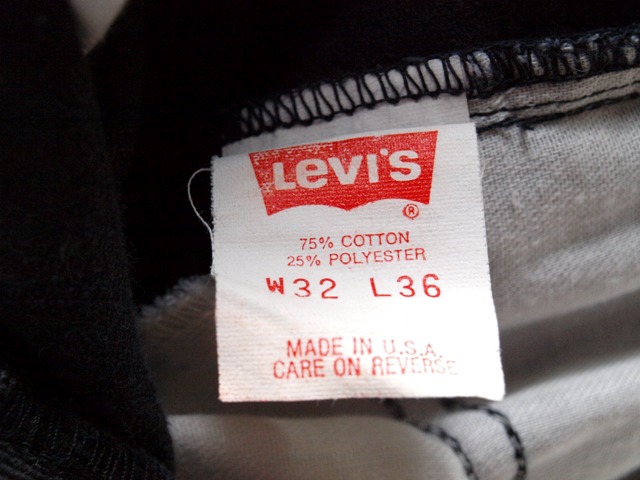 Levi's
®
75% COTTON
25% POLYESTER
W32 L36
MADE IN U.S.A.
CARE ON REVERSE